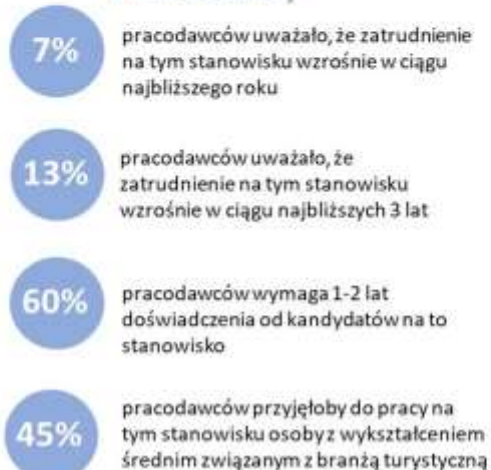 7%
pracodawców uważało, że zatrudnienie
na tym stanowisku wzrośnie w ciągu
najbliższego roku
13%
pracodawców uważało, że
zatrudnienie na tym stanowisku
wzrośnie w ciągu najbliższych 3 lat
60%
pracodawców wymaga 1-2 lat
doświadczenia od kandydatów na to
stanowisko
45%
pracodawców przyjęłoby do pracy na
tym stanowisku osoby z wykształceniem
średnim związanym z branżą turystyczną